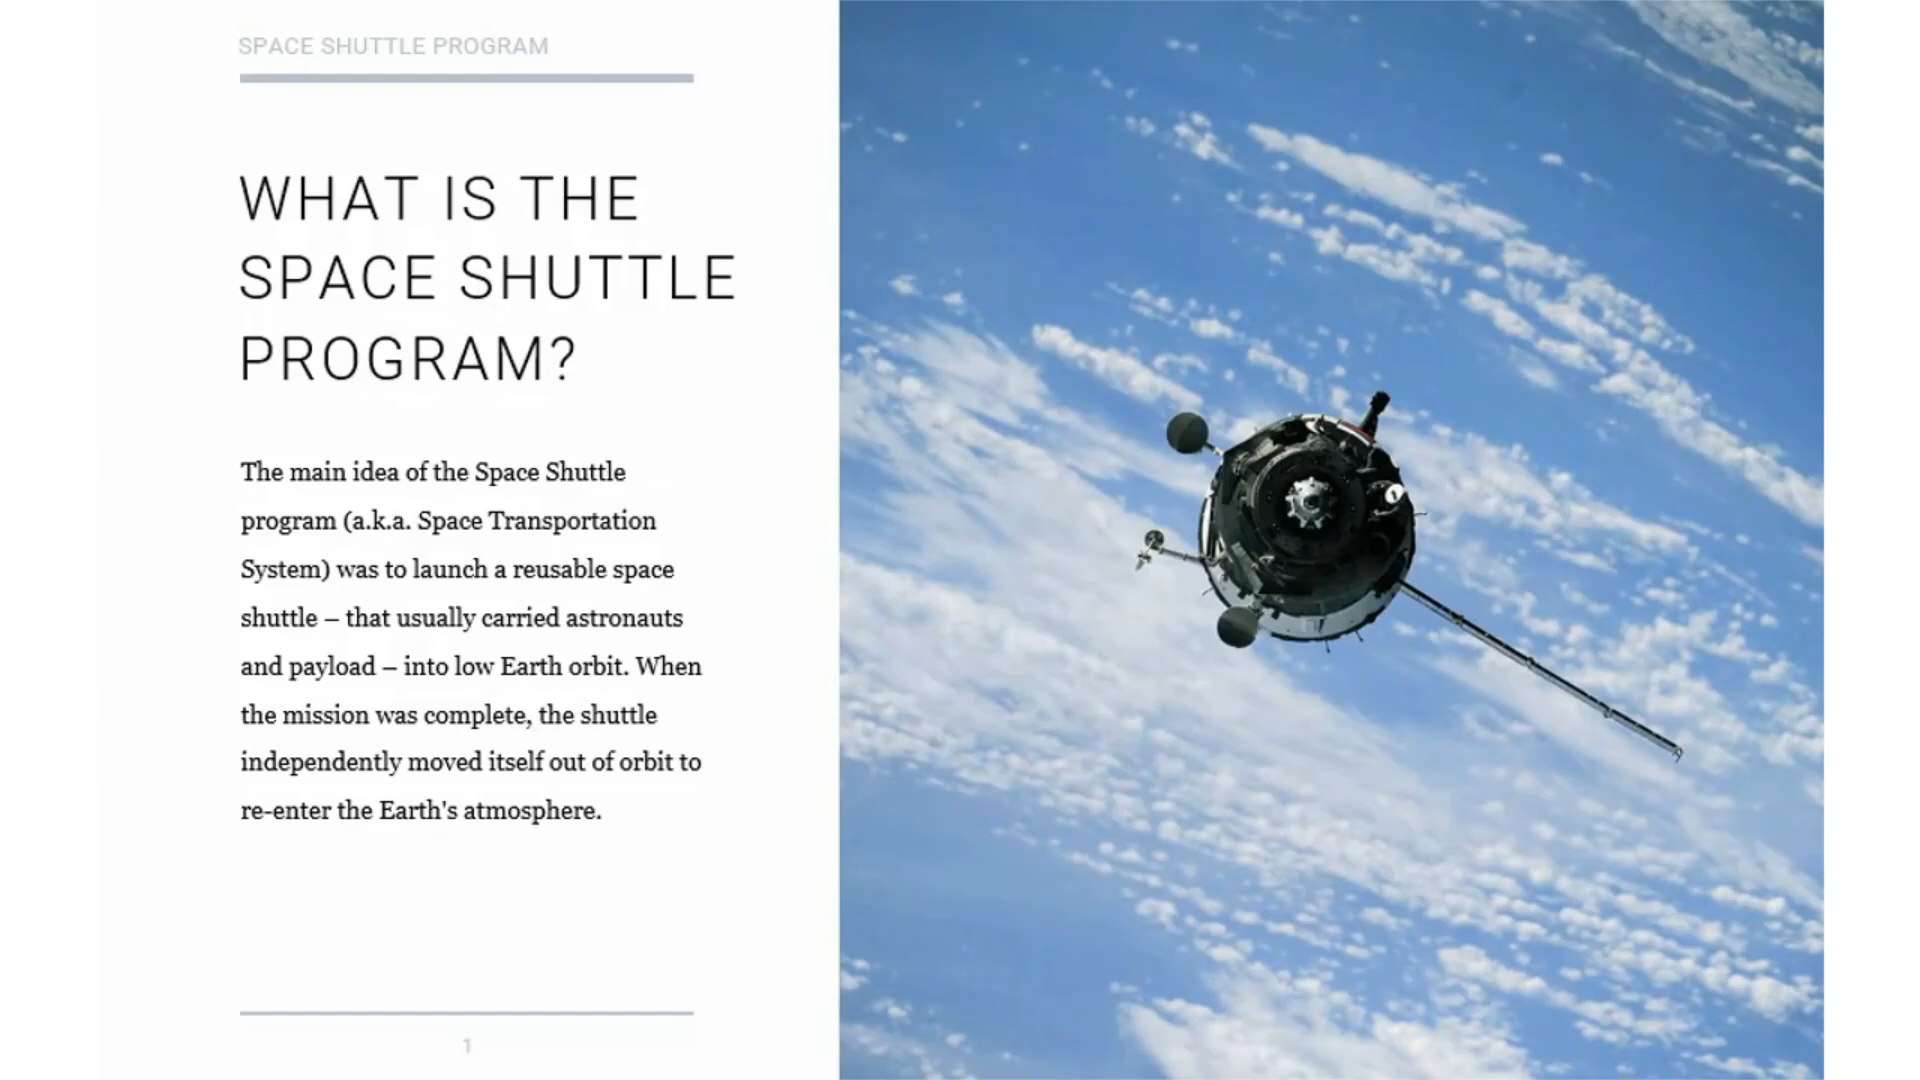 SPACE SHUTTLE PROGRAM
WHAT IS THE
SPACE SHUTTLE
PROGRAM?
The main idea of the Space Shuttle
program (a.k.a. Space Transportation
System) was to launch a reusable space
shuttle – that usually carried astronauts
and payload – into low Earth orbit. When
the mission was complete, the shuttle
independently moved itself out of orbit to
re-enter the Earth's atmosphere.
1